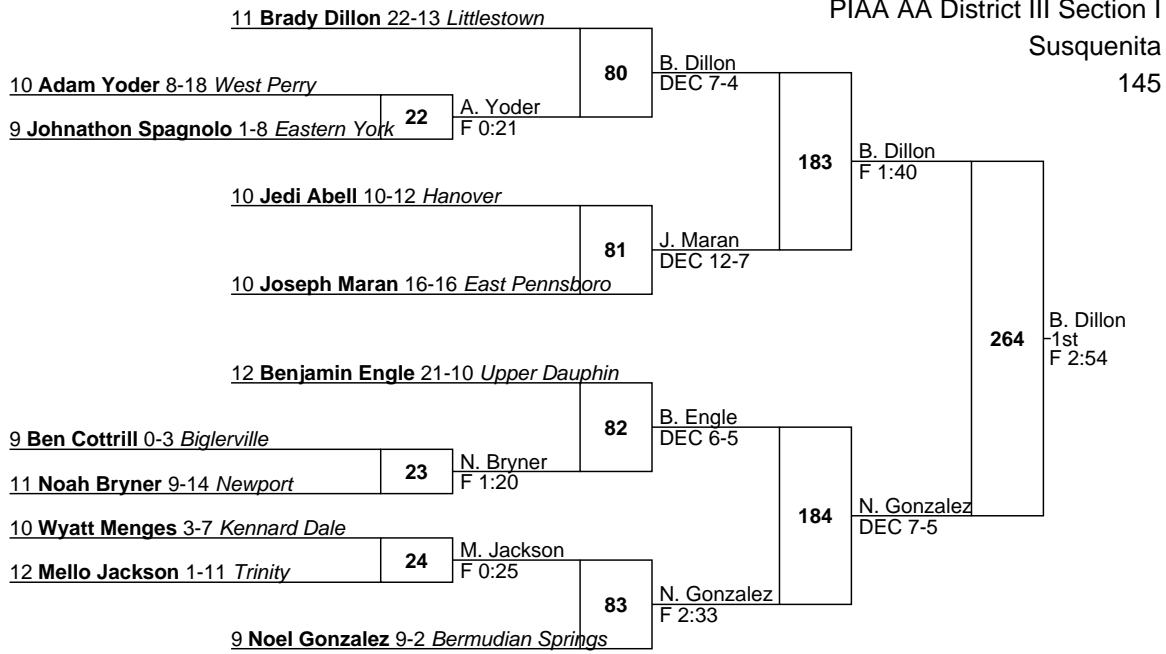 PIAA AA District III Section I
Susquenita
145
11 Brady Dillon 22-13 Littlestown
80
B. Dillon
DEC 7-4
10 Adam Yoder 8-18 West Perry
22
A. Yoder
F 0:21
9 Johnathon Spagnolo 1-8 Eastern York
183
B. Dillon
F 1:40
10 Jedi Abell 10-12 Hanover
81
J. Maran
DEC 12-7
10 Joseph Maran 16-16 East Pennsboro
264
B. Dillon
1st
F 2:54
12 Benjamin Engle 21-10 Upper Dauphin
82
B. Engle
DEC 6-5
9 Ben Cottrill 0-3 Biglerville
23
N. Bryner
F 1:20
11 Noah Bryner 9-14 Newport
184
N. Gonzalez
DEC 7-5
10 Wyatt Menges 3-7 Kennard Dale
24
M. Jackson
F 0:25
12 Mello Jackson 1-11 Trinity
83
N. Gonzalez
F 2:33
9 Noel Gonzalez 9-2 Bermudian Springs